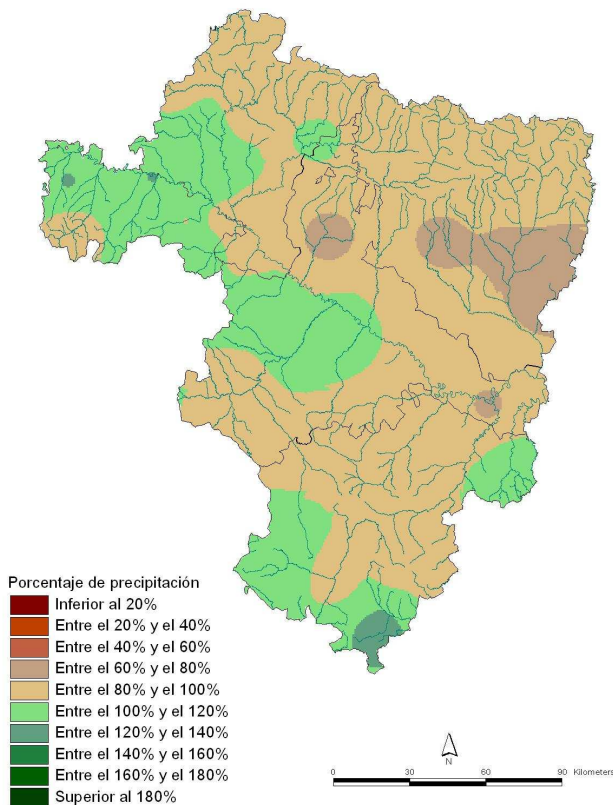 Porcentaje de precipitación
Inferior al 20%
Entre el 20% y el 40%
Entre el 40% y el 60%
Entre el 60% y el 80%
Entre el 80% y el 100%
Entre el 100% y el 120%
Entre el 120% y el 140%
Entre el 140% y el 160%
Entre el 160% y el 180%
Superior al 180%
N
0 30 60 90 Kilometers